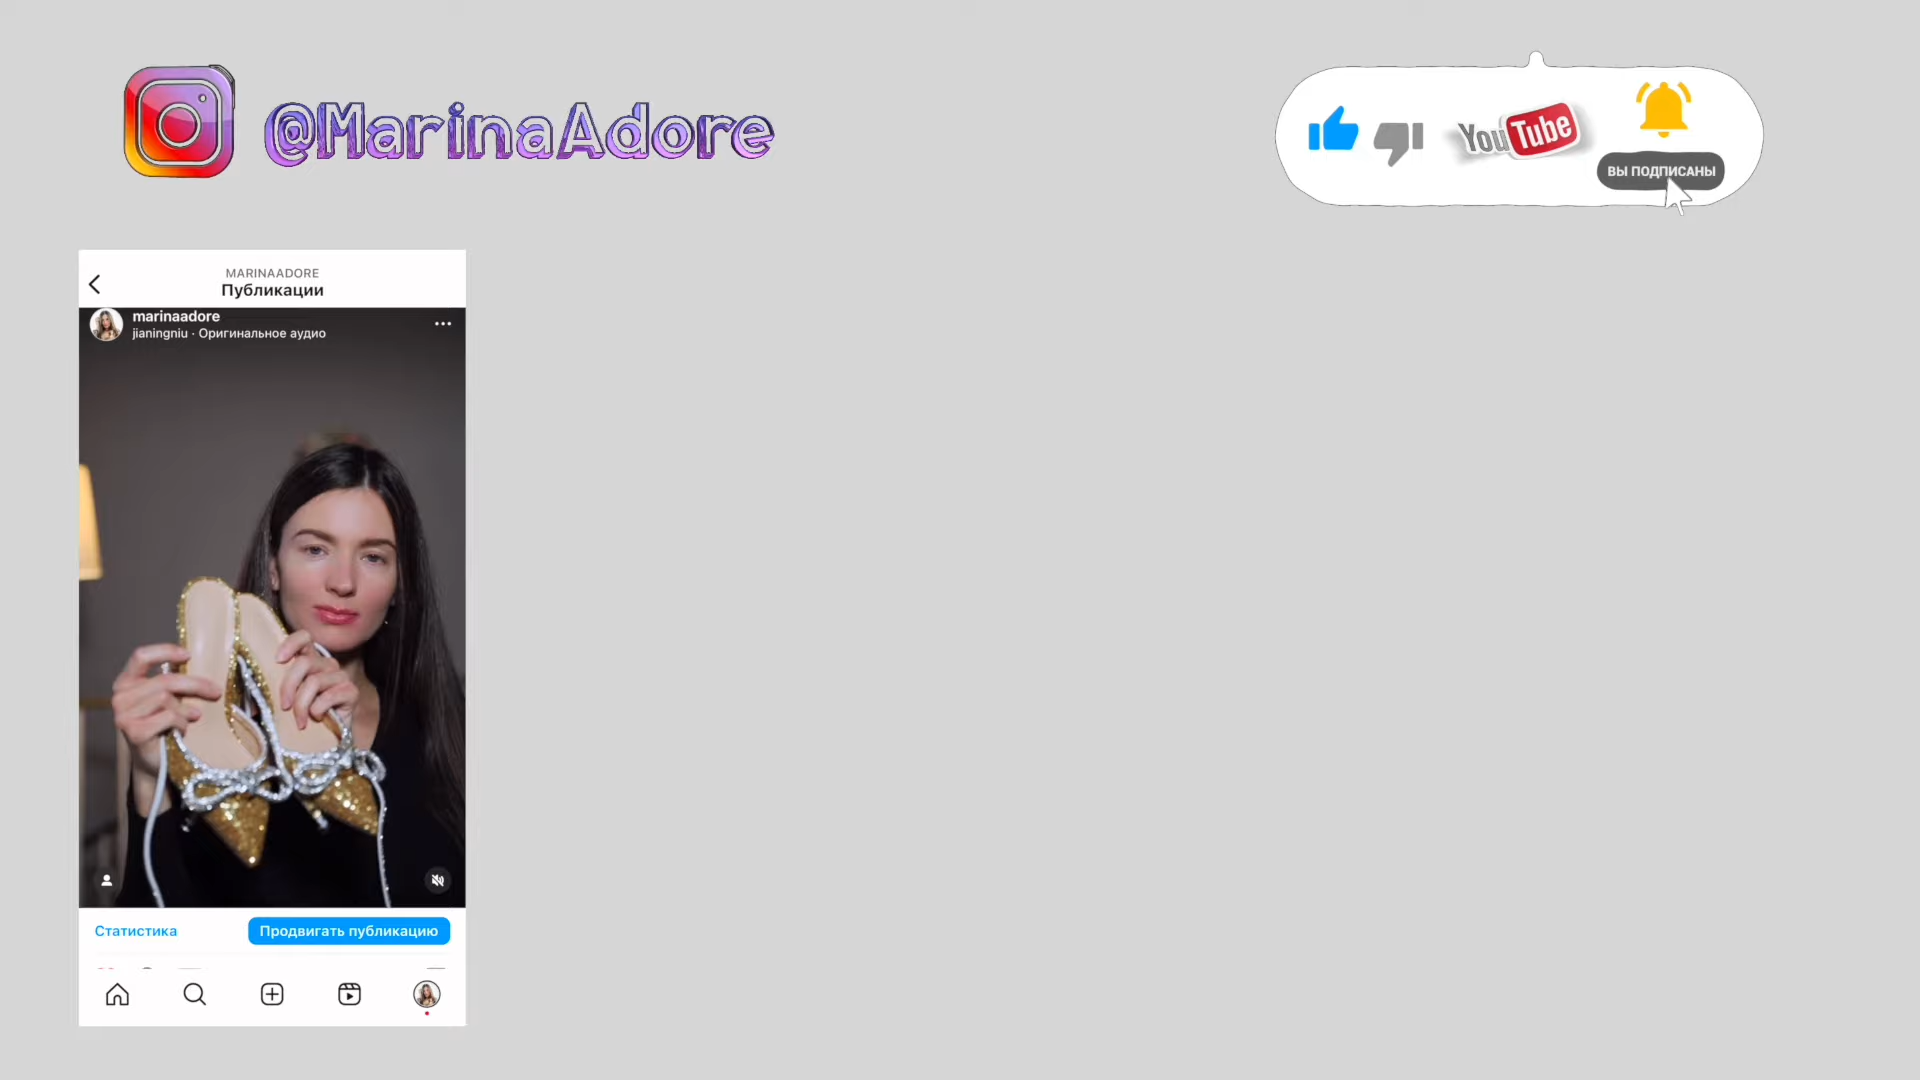 @MarinaAdore
YouTube
ВЫ ПОДПИСАНЫ
MARINAADORE
Публикации
marinaadore
jianingniu · Оригинальное аудио
Статистика
Продвигать публикацию